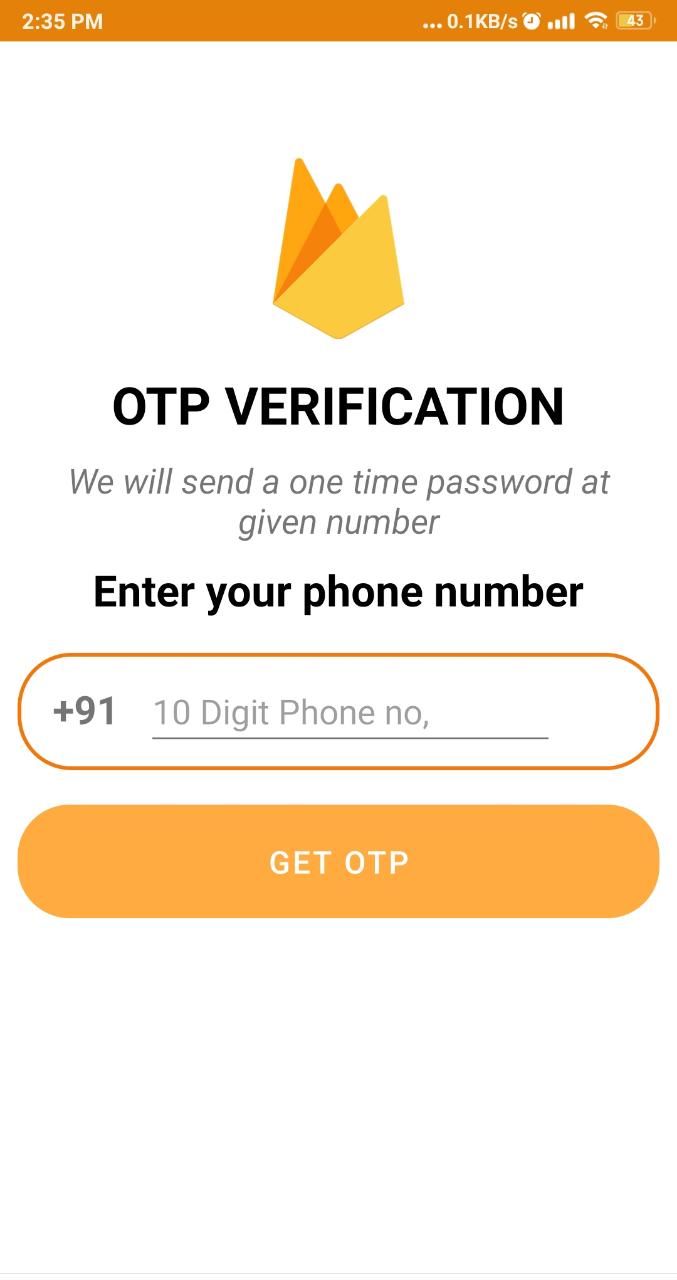 2:35 PM ... 0.1KB/s 43
OTP VERIFICATION
We will send a one time password at
given number
Enter your phone number
+91 10 Digit Phone no,
GET OTP